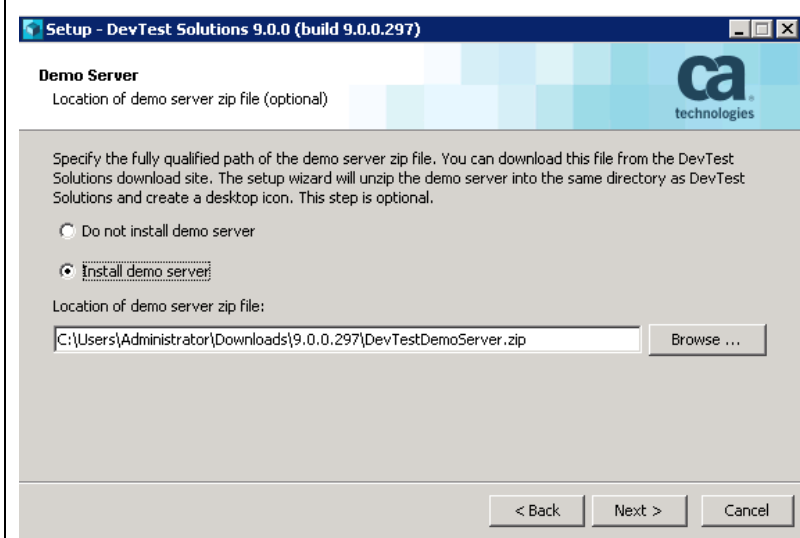 Setup - DevTest Solutions 9.0.0 (build 9.0.0.297)
Demo Server
Location of demo server zip file (optional)
ca
technologies
Specify the fully qualified path of the demo server zip file. You can download this file from the DevTest
Solutions download site. The setup wizard will unzip the demo server into the same directory as DevTest
Solutions and create a desktop icon. This step is optional.
Do not install demo server
Install demo server
Location of demo server zip file:
C:\Users\Administrator\Downloads\9.0.0.297\DevTestDemoServer.zip
Browse ...
< Back
Next >
Cancel